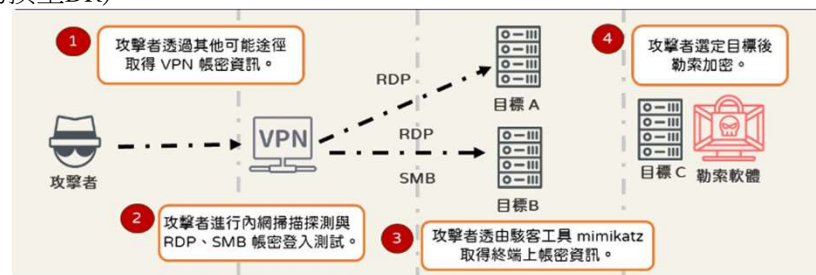 1
攻擊者透過其他可能途徑
取得 VPN 帳密資訊。
4
攻擊者選定目標後
勒索加密。
RDP
目標 A
VPN
RDP
SMB
攻擊者
目標B
目標 C
勒索軟體
2
攻擊者進行內網掃描探測與
RDP、SMB 帳密登入測試。
3
攻擊者透由駭客工具 mimikatz
取得終端上帳密資訊。